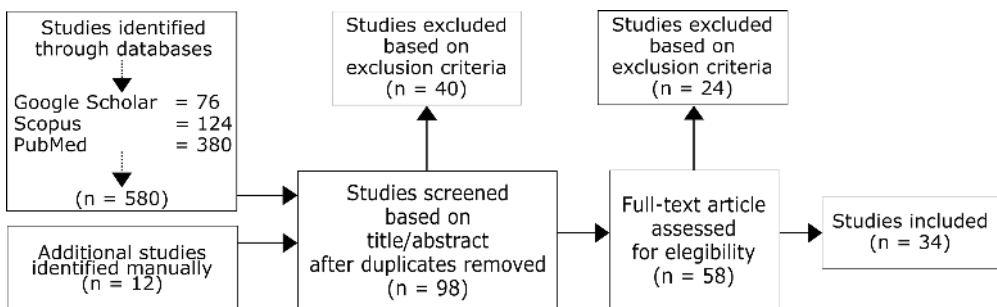 Studies identified
through databases
Google Scholar = 76
Scopus = 124
PubMed = 380
(n = 580)
Additional studies
identified manually
(n = 12)
Studies excluded
based on
exclusion criteria
(n = 40)
Studies screened
based on
title/abstract
after duplicates removed
(n = 98)
Studies excluded
based on
exclusion criteria
(n = 24)
Full-text article
assessed
for elegibility
(n = 58)
Studies included
(n = 34)